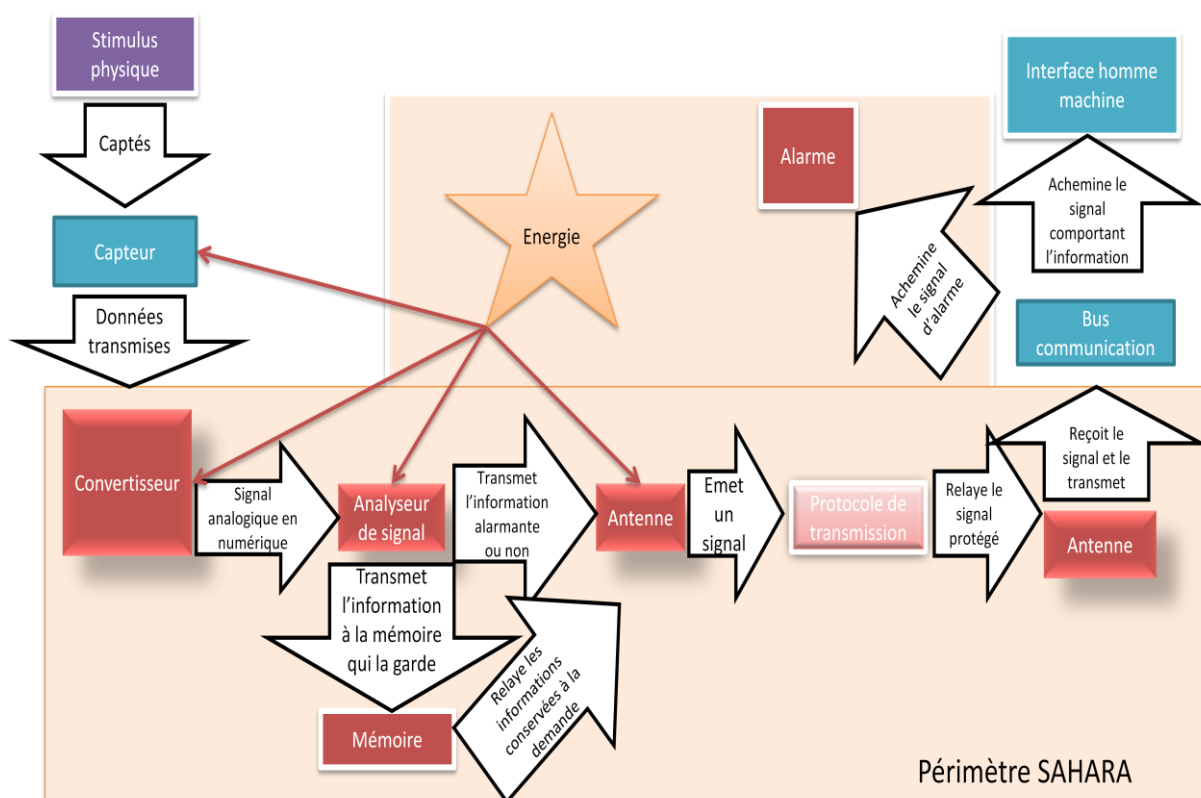 Stimulus
physique
Captés
Capteur
Données
transmises
Energie
Alarme
Interface homme
machine
Achemine le
signal
comportant
l’information
Achemine
le signal
d’alarme
Bus
communication
Convertisseur
Signal
analogique en
numérique
Analyseur
de signal
Transmet
l’information
alarmante
ou non
Antenne
Emet
un
signal
Protocole de
transmission
Relaye le
signal
protégé
Reçoit le
signal et le
transmet
Antenne
Transmet
l’information
à la mémoire
qui la garde
Relaye les
informations
conservées à la
demande
Mémoire
Périmètre SAHARA